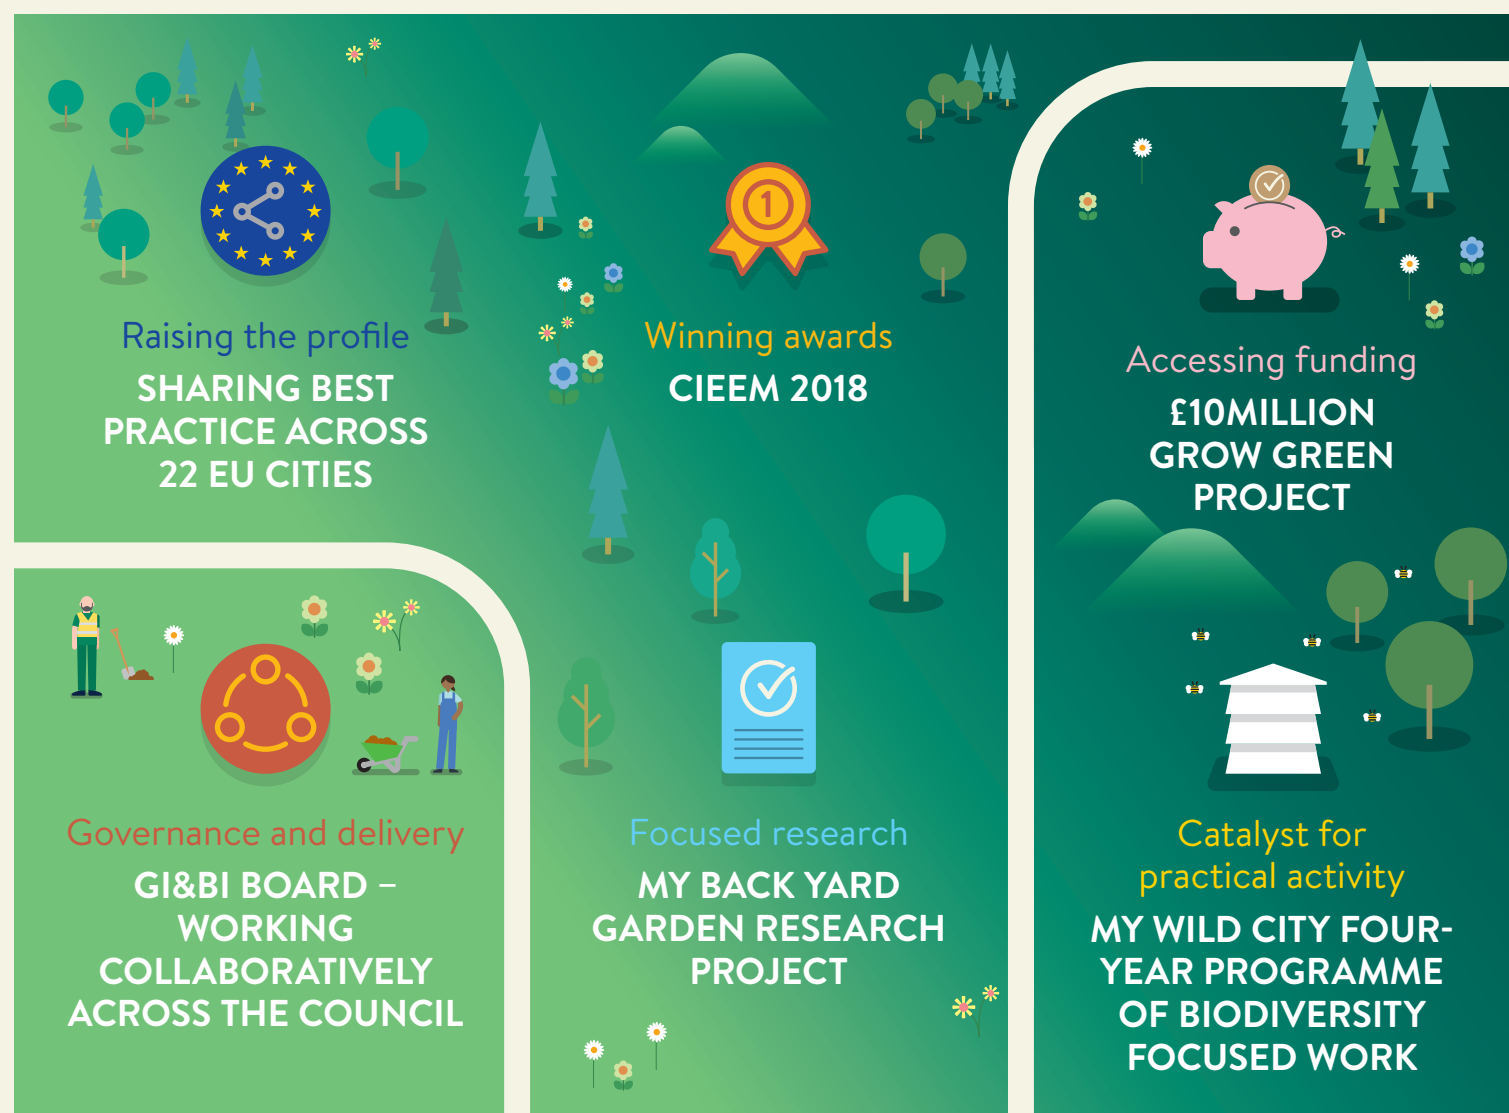 Raising the profile
SHARING BEST
PRACTICE ACROSS
22 EU CITIES
1
Winning awards
CIEEM 2018
Accessing funding
£10MILLION
GROW GREEN
PROJECT
Governance and delivery
GI&BI BOARD –
WORKING
COLLABORATIVELY
ACROSS THE COUNCIL
Focused research
MY BACK YARD
GARDEN RESEARCH
PROJECT
Catalyst for
practical activity
MY WILD CITY FOUR-
YEAR PROGRAMME
OF BIODIVERSITY
FOCUSED WORK